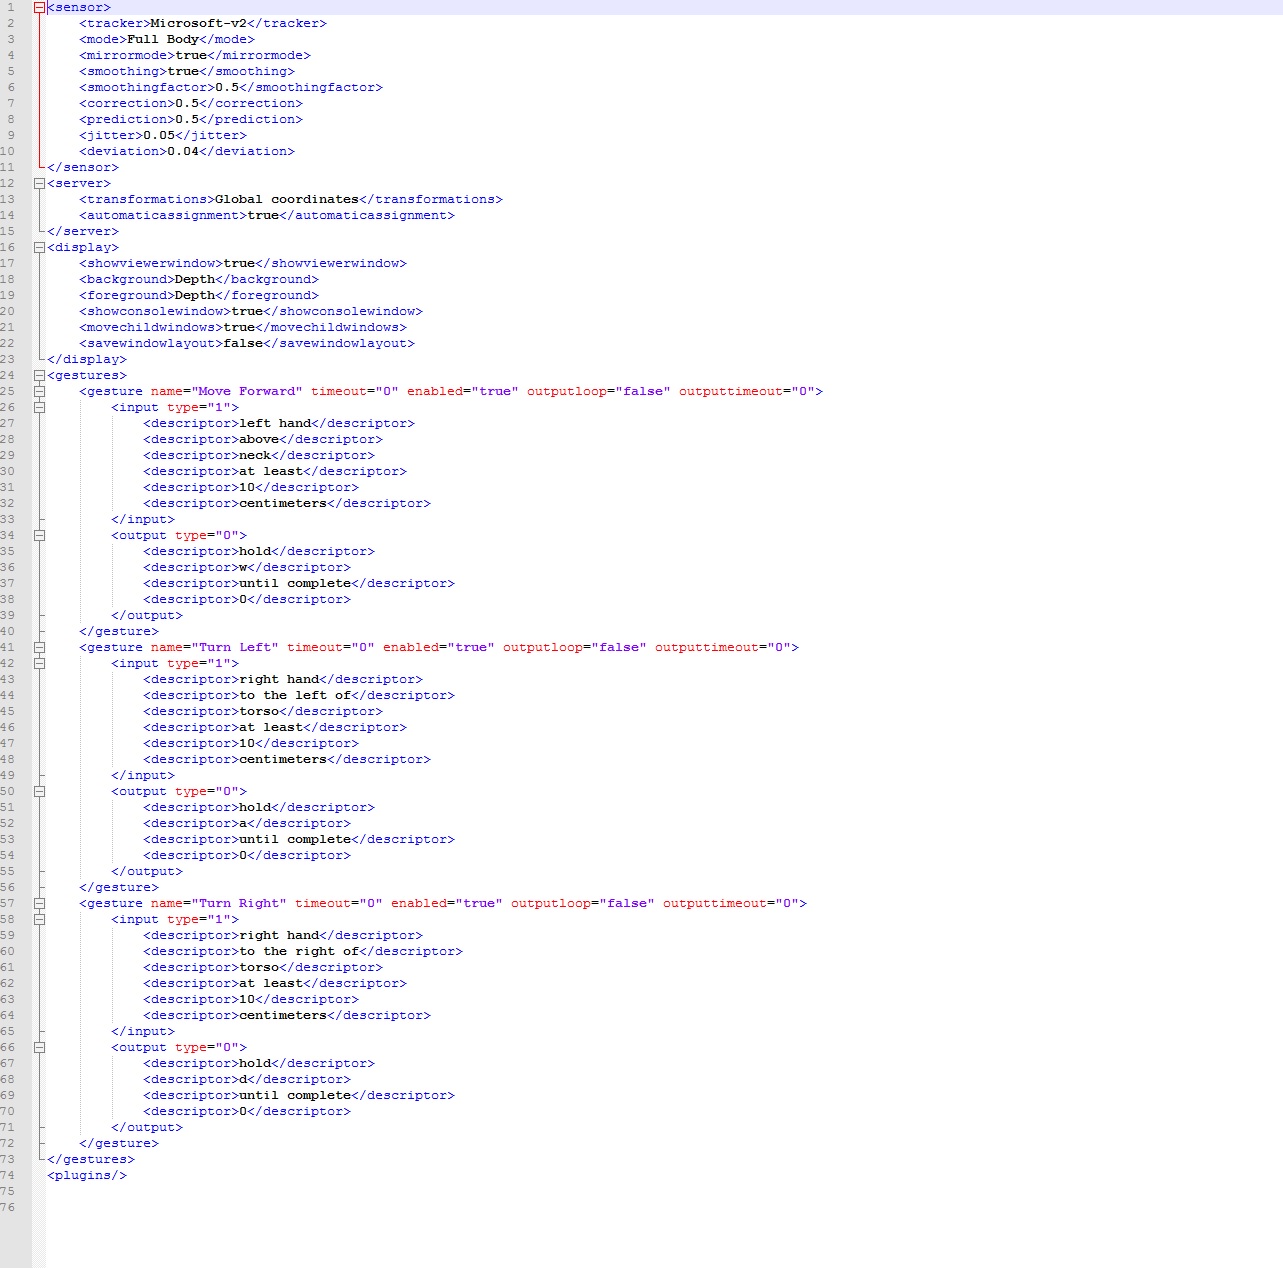 1 <sensor>
2 <tracker>Microsoft-v2</tracker>
3 <mode>Full Body</mode>
4 <mirrormode>true</mirrormode>
5 <smoothing>true</smoothing>
6 <smoothingfactor>0.5</smoothingfactor>
7 <correction>0.5</correction>
8 <prediction>0.5</prediction>
9 <jitter>0.05</jitter>
10 <deviation>0.04</deviation>
11 </sensor>
12 <server>
13 <transformations>Global coordinates</transformations>
14 <automaticassignment>true</automaticassignment>
15 </server>
16 <display>
17 <showviewerwindow>true</showviewerwindow>
18 <background>Depth</background>
19 <foreground>Depth</foreground>
20 <showconsolewindow>true</showconsolewindow>
21 <movechildwindows>true</movechildwindows>
22 <savewindowlayout>false</savewindowlayout>
23 </display>
24 <gestures>
25 <gesture name="Move Forward" timeout="0" enabled="true" outputloop="false" outputtimeout="0">
26 <input type="1">
27 <descriptor>left hand</descriptor>
28 <descriptor>above</descriptor>
29 <descriptor>neck</descriptor>
30 <descriptor>at least</descriptor>
31 <descriptor>10</descriptor>
32 <descriptor>centimeters</descriptor>
33 </input>
34 <output type="0">
35 <descriptor>hold</descriptor>
36 <descriptor>w</descriptor>
37 <descriptor>until complete</descriptor>
38 <descriptor>0</descriptor>
39 </output>
40 </gesture>
41 <gesture name="Turn Left" timeout="0" enabled="true" outputloop="false" outputtimeout="0">
42 <input type="1">
43 <descriptor>right hand</descriptor>
44 <descriptor>to the left of</descriptor>
45 <descriptor>torso</descriptor>
46 <descriptor>at least</descriptor>
47 <descriptor>10</descriptor>
48 <descriptor>centimeters</descriptor>
49 </input>
50 <output type="0">
51 <descriptor>hold</descriptor>
52 <descriptor>a</descriptor>
53 <descriptor>until complete</descriptor>
54 <descriptor>0</descriptor>
55 </output>
56 </gesture>
57 <gesture name="Turn Right" timeout="0" enabled="true" outputloop="false" outputtimeout="0">
58 <input type="1">
59 <descriptor>right hand</descriptor>
60 <descriptor>to the right of</descriptor>
61 <descriptor>torso</descriptor>
62 <descriptor>at least</descriptor>
63 <descriptor>10</descriptor>
64 <descriptor>centimeters</descriptor>
65 </input>
66 <output type="0">
67 <descriptor>hold</descriptor>
68 <descriptor>d</descriptor>
69 <descriptor>until complete</descriptor>
70 <descriptor>0</descriptor>
71 </output>
72 </gesture>
73 </gestures>
74 <plugins/>
75
76